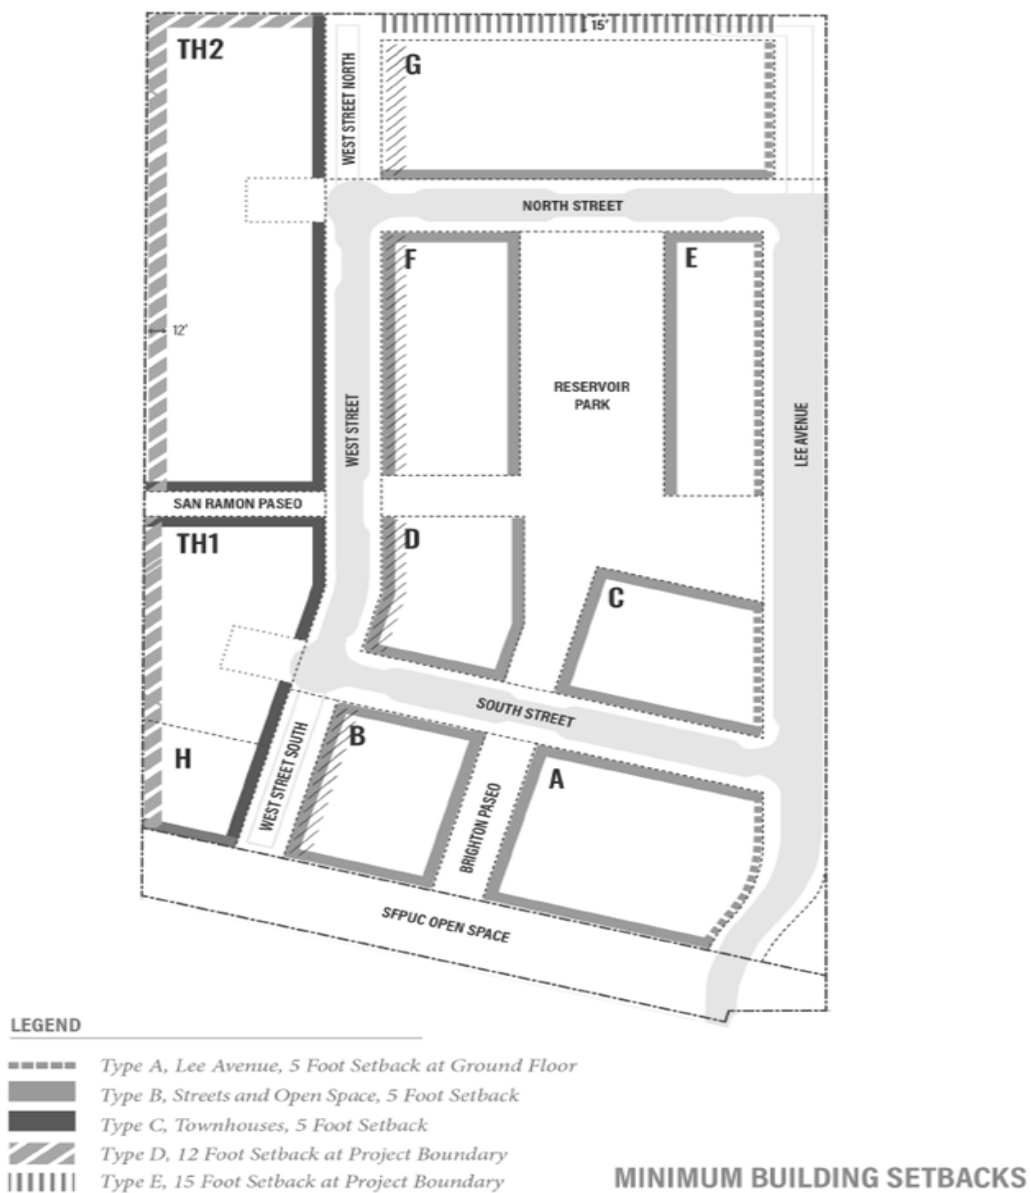 15'
TH2
G
WEST STREET NORTH
NORTH STREET
F
E
12'
RESERVOIR
PARK
WEST STREET
LEE AVENUE
SAN RAMON PASEO
TH1
D
C
SOUTH STREET
B
H
WEST STREET SOUTH
A
BRIGHTON PASEO
SFPUC OPEN SPACE
LEGEND
Type A, Lee Avenue, 5 Foot Setback at Ground Floor
Type B, Streets and Open Space, 5 Foot Setback
Type C, Townhouses, 5 Foot Setback
Type D, 12 Foot Setback at Project Boundary
Type E, 15 Foot Setback at Project Boundary
MINIMUM BUILDING SETBACKS